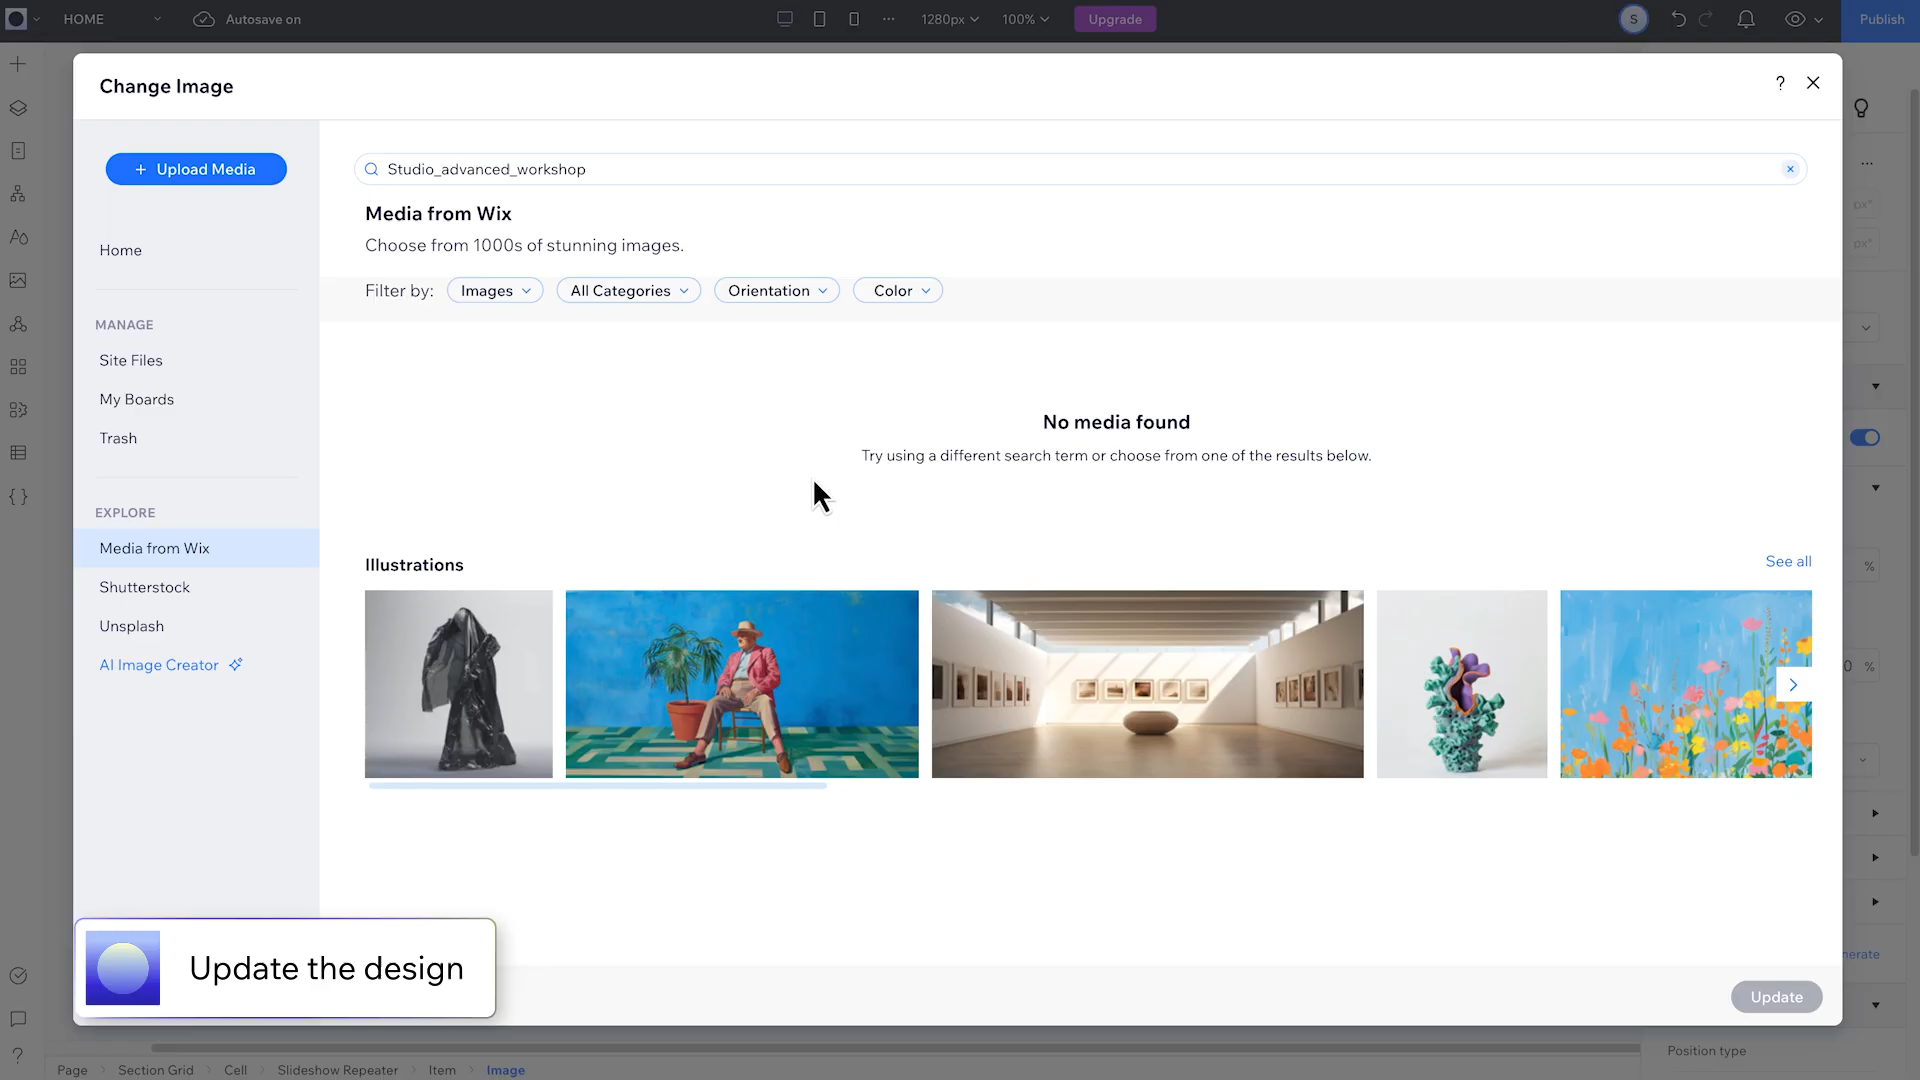 HOME
Autosave on
1280px
100%
Upgrade
S
Publish
Change Image
?
+ Upload Media
Studio_advanced_workshop
Media from Wix
Choose from 1000s of stunning images.
Home
Filter by:
Images
All Categories
Orientation
Color
MANAGE
Site Files
My Boards
Trash
No media found
Try using a different search term or choose from one of the results below.
EXPLORE
Media from Wix
Shutterstock
Unsplash
AI Image Creator
Illustrations
See all
px*
px*
%
0 %
nerate
Update the design
Update
?
Position type
Page
Section Grid
Cell
Slideshow Repeater
Item
Image